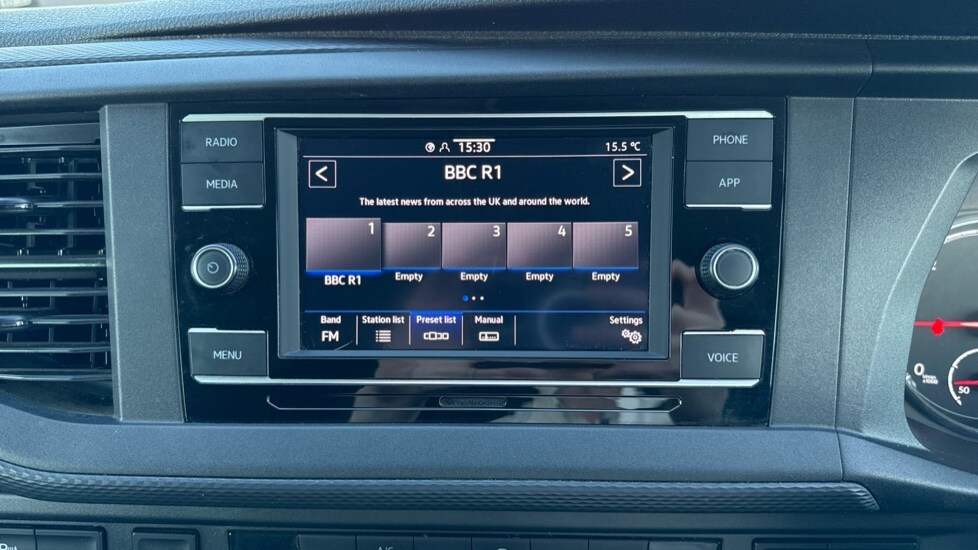 RADIO
MEDIA
MENU
15:30
15.5 °C
<
BBC R1
>
The latest news from across the UK and around the world.
1 2 3 4 5
BBC R1 Empty Empty Empty Empty
Band Station list Preset list Manual Settings
FM
PHONE
APP
VOICE
0
50
A/C